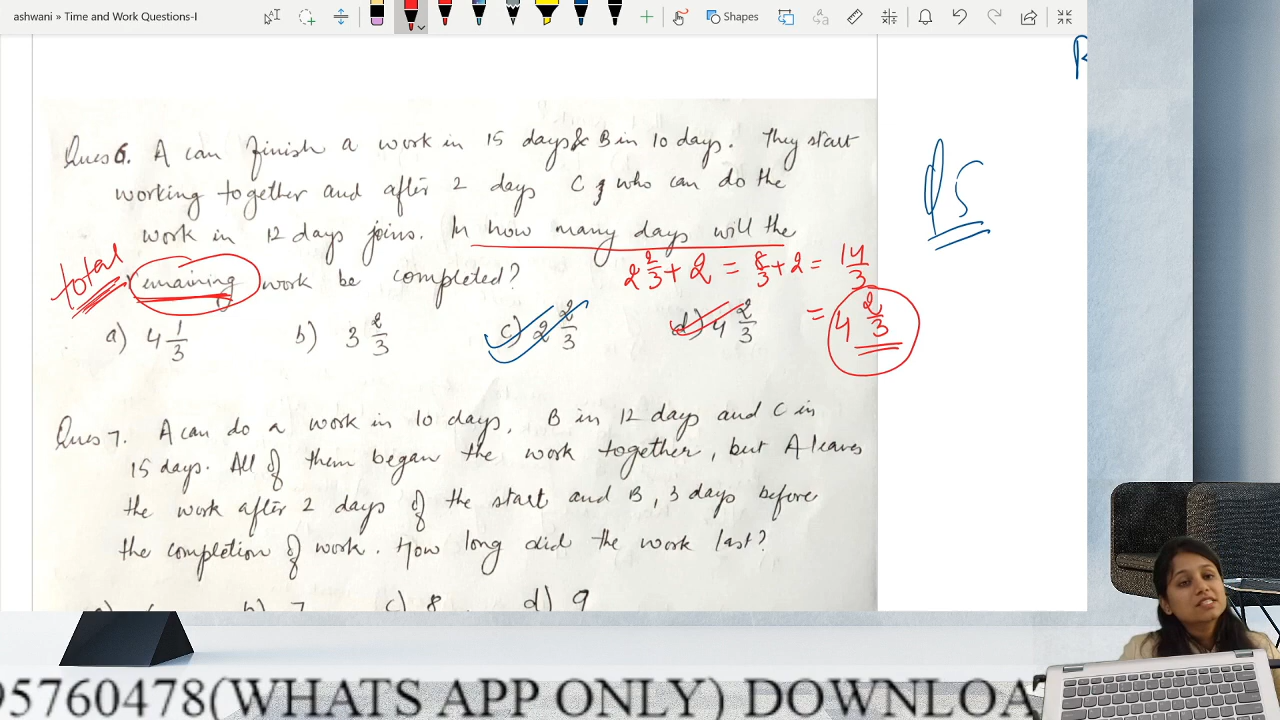 ashwani » Time and Work Questions-I
Shapes
Ques 6. A can finish a work in 15 days & B in 10 days. They start
working together and after 2 days C, who can do the
work in 12 days joins. In how many days will the
total
remaining work be completed?
2 2/3 + 2 = 8/3 + 2 = 14/3
= 4 2/3
a) 4 1/3 b) 3 2/3 c) 2 2/3 d) 4 2/3
Ques 7. A can do a work in 10 days, B in 12 days and C in
15 days. All of them began the work together, but A leaves
the work after 2 days of the start and B, 3 days before
the completion of work. How long did the work last?
b) 7 c) 8 d) 9
95760478(WHATS APP ONLY) DOWNLOA